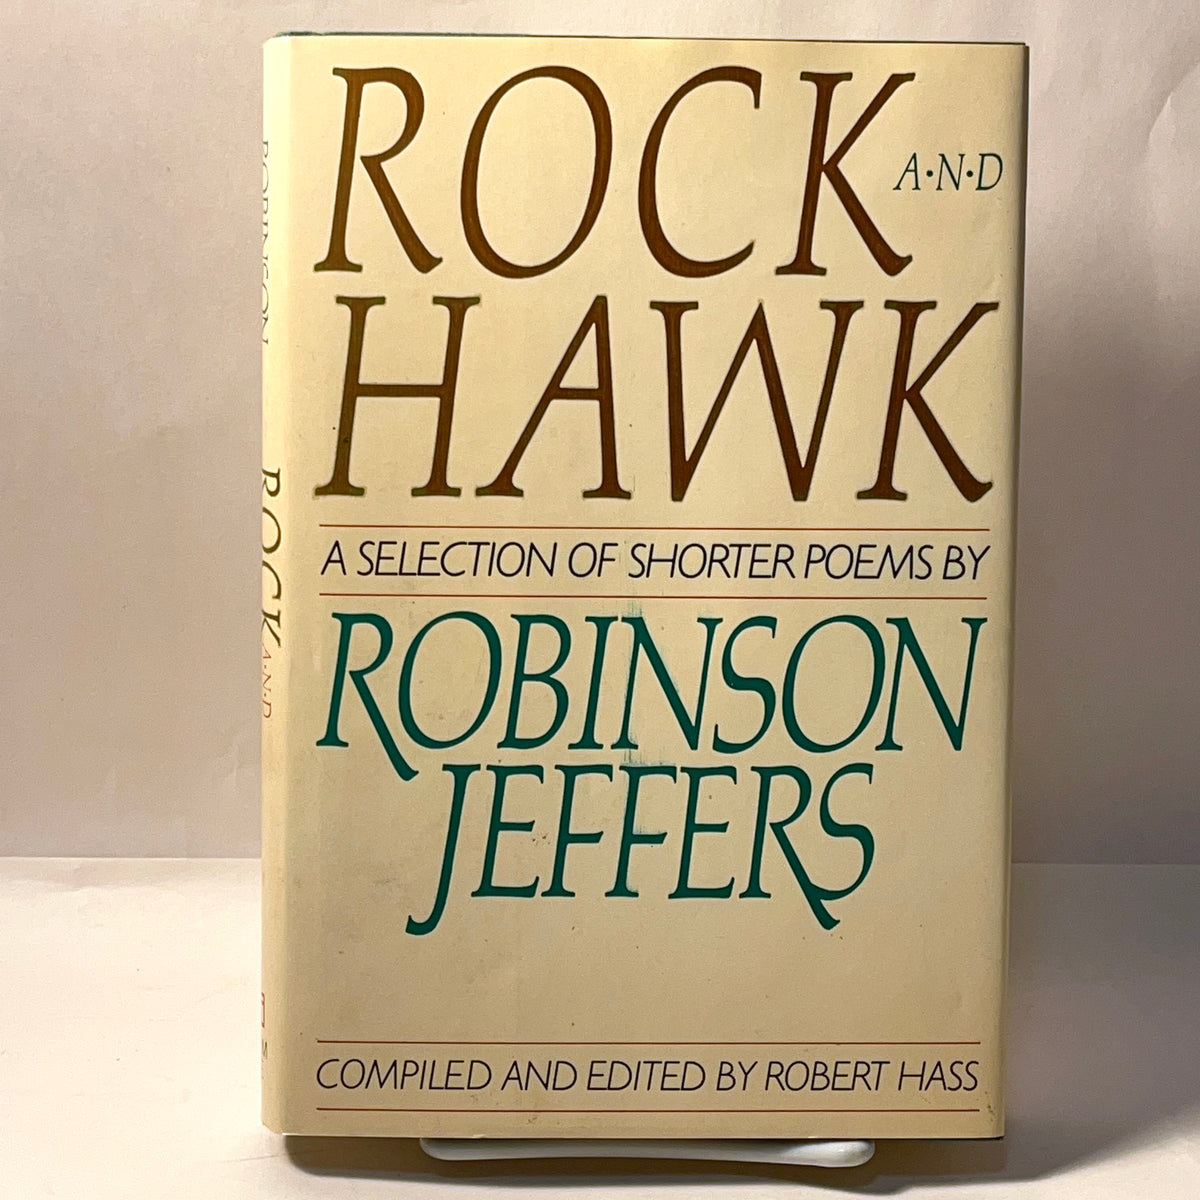 ROCK A·N·D
HAWK
A SELECTION OF SHORTER POEMS BY
ROBINSON
JEFFERS
COMPILED AND EDITED BY ROBERT HASS
ROBINSON
ROCK A·N·D